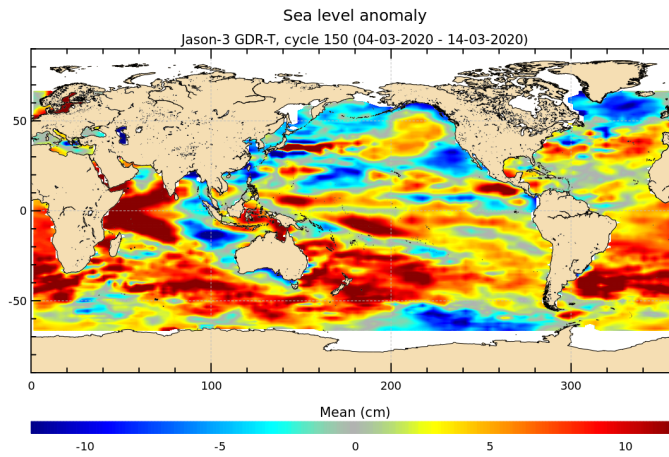 Sea level anomaly
Jason-3 GDR-T, cycle 150 (04-03-2020 - 14-03-2020)
50
0
-50
0 100 200 300
Mean (cm)
-10 -5 0 5 10